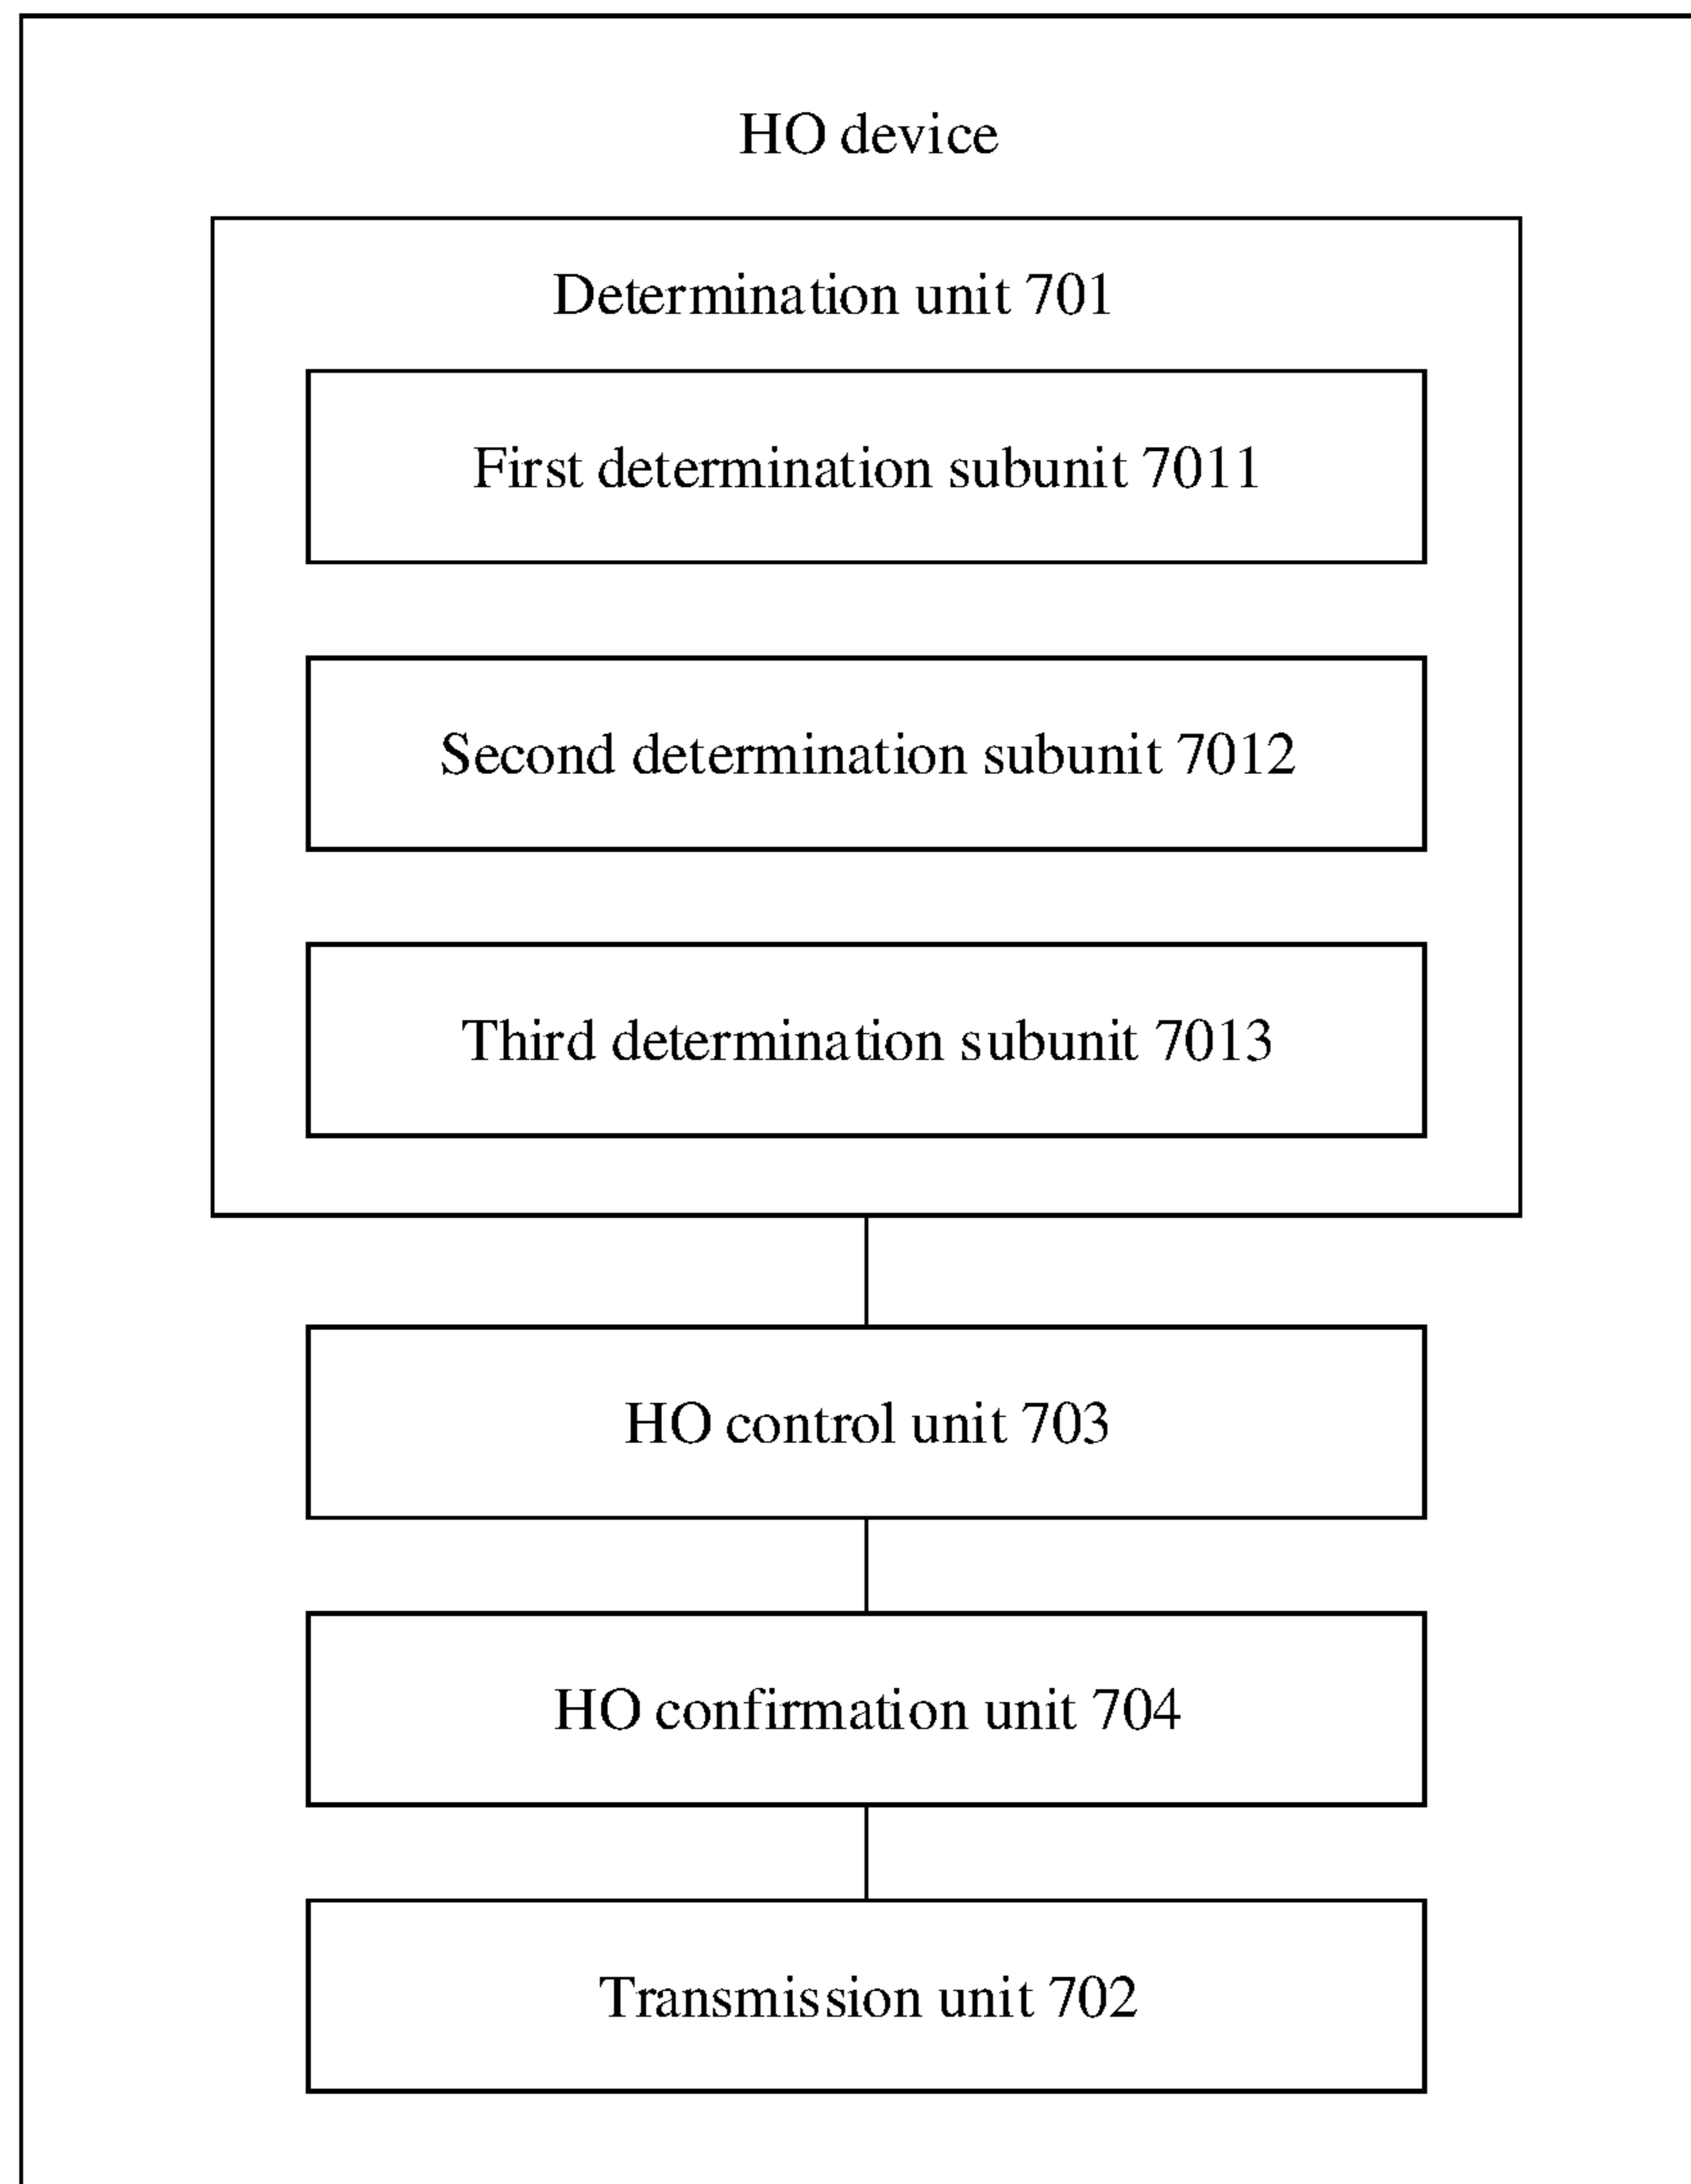 HO device
Determination unit 701
First determination subunit 7011
Second determination subunit 7012
Third determination subunit 7013
HO control unit 703
HO confirmation unit 704
Transmission unit 702